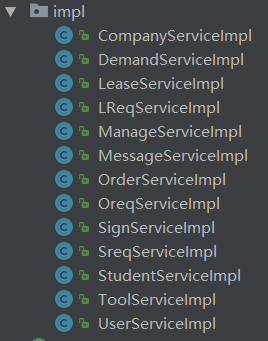 impl
CompanyServiceImpl
DemandServiceImpl
LeaseServiceImpl
LReqServiceImpl
ManageServiceImpl
MessageServiceImpl
OrderServiceImpl
OreqServiceImpl
SignServiceImpl
SreqServiceImpl
StudentServiceImpl
ToolServiceImpl
UserServiceImpl